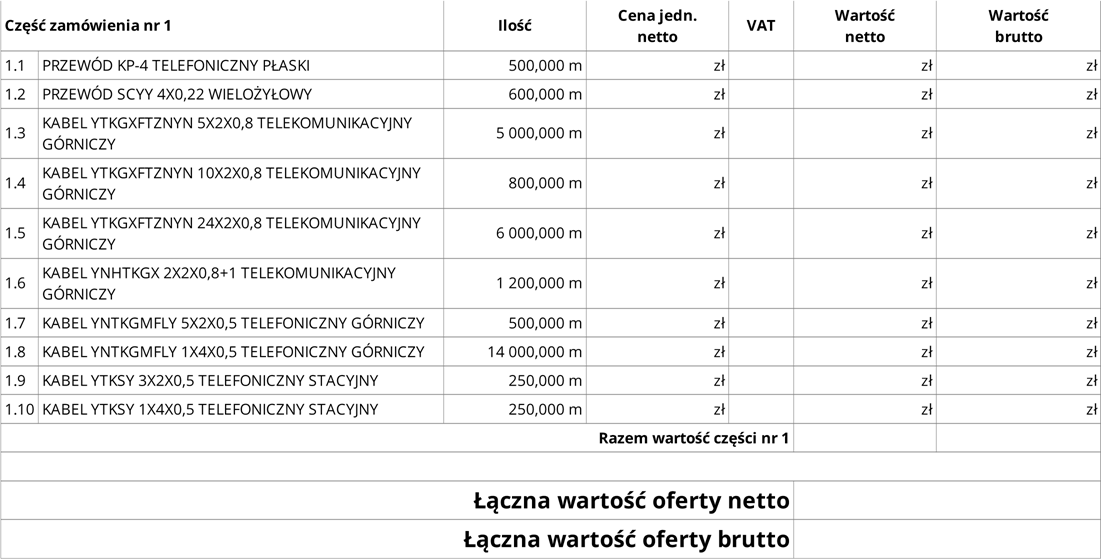 Część zamówienia nr 1 Ilość Cena jedn. netto VAT Wartość netto Wartość brutto
1.1 PRZEWÓD KP-4 TELEFONICZNY PŁASKI 500,000 m zł zł zł
1.2 PRZEWÓD SCYY 4X0,22 WIELOŻYŁOWY 600,000 m zł zł zł
1.3 KABEL YTKGXFTZNYN 5X2X0,8 TELEKOMUNIKACYJNY GÓRNICZY 5 000,000 m zł zł zł
1.4 KABEL YTKGXFTZNYN 10X2X0,8 TELEKOMUNIKACYJNY GÓRNICZY 800,000 m zł zł zł
1.5 KABEL YTKGXFTZNYN 24X2X0,8 TELEKOMUNIKACYJNY GÓRNICZY 6 000,000 m zł zł zł
1.6 KABEL YNHTKGX 2X2X0,8+1 TELEKOMUNIKACYJNY GÓRNICZY 1 200,000 m zł zł zł
1.7 KABEL YNTKGMFLY 5X2X0,5 TELEFONICZNY GÓRNICZY 500,000 m zł zł zł
1.8 KABEL YNTKGMFLY 1X4X0,5 TELEFONICZNY GÓRNICZY 14 000,000 m zł zł zł
1.9 KABEL YTKSY 3X2X0,5 TELEFONICZNY STACYJNY 250,000 m zł zł zł
1.10 KABEL YTKSY 1X4X0,5 TELEFONICZNY STACYJNY 250,000 m zł zł zł
Razem wartość części nr 1
Łączna wartość oferty netto
Łączna wartość oferty brutto